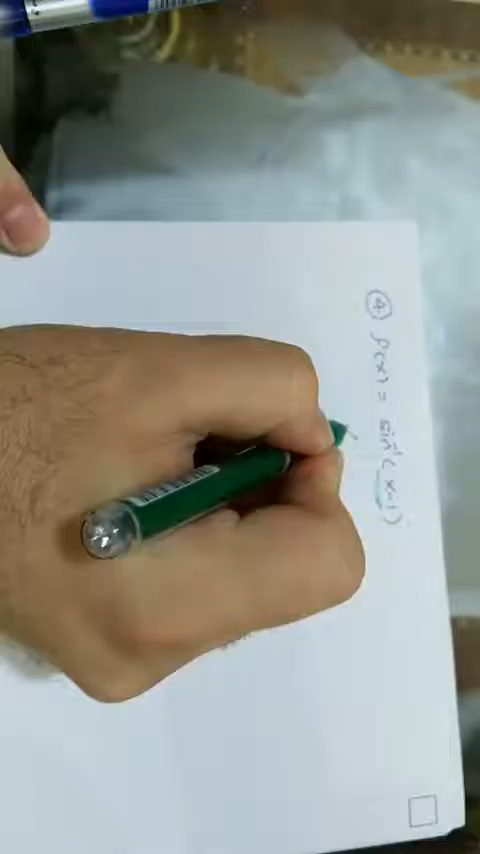 ④ f(x) = sin⁻¹(x-1)